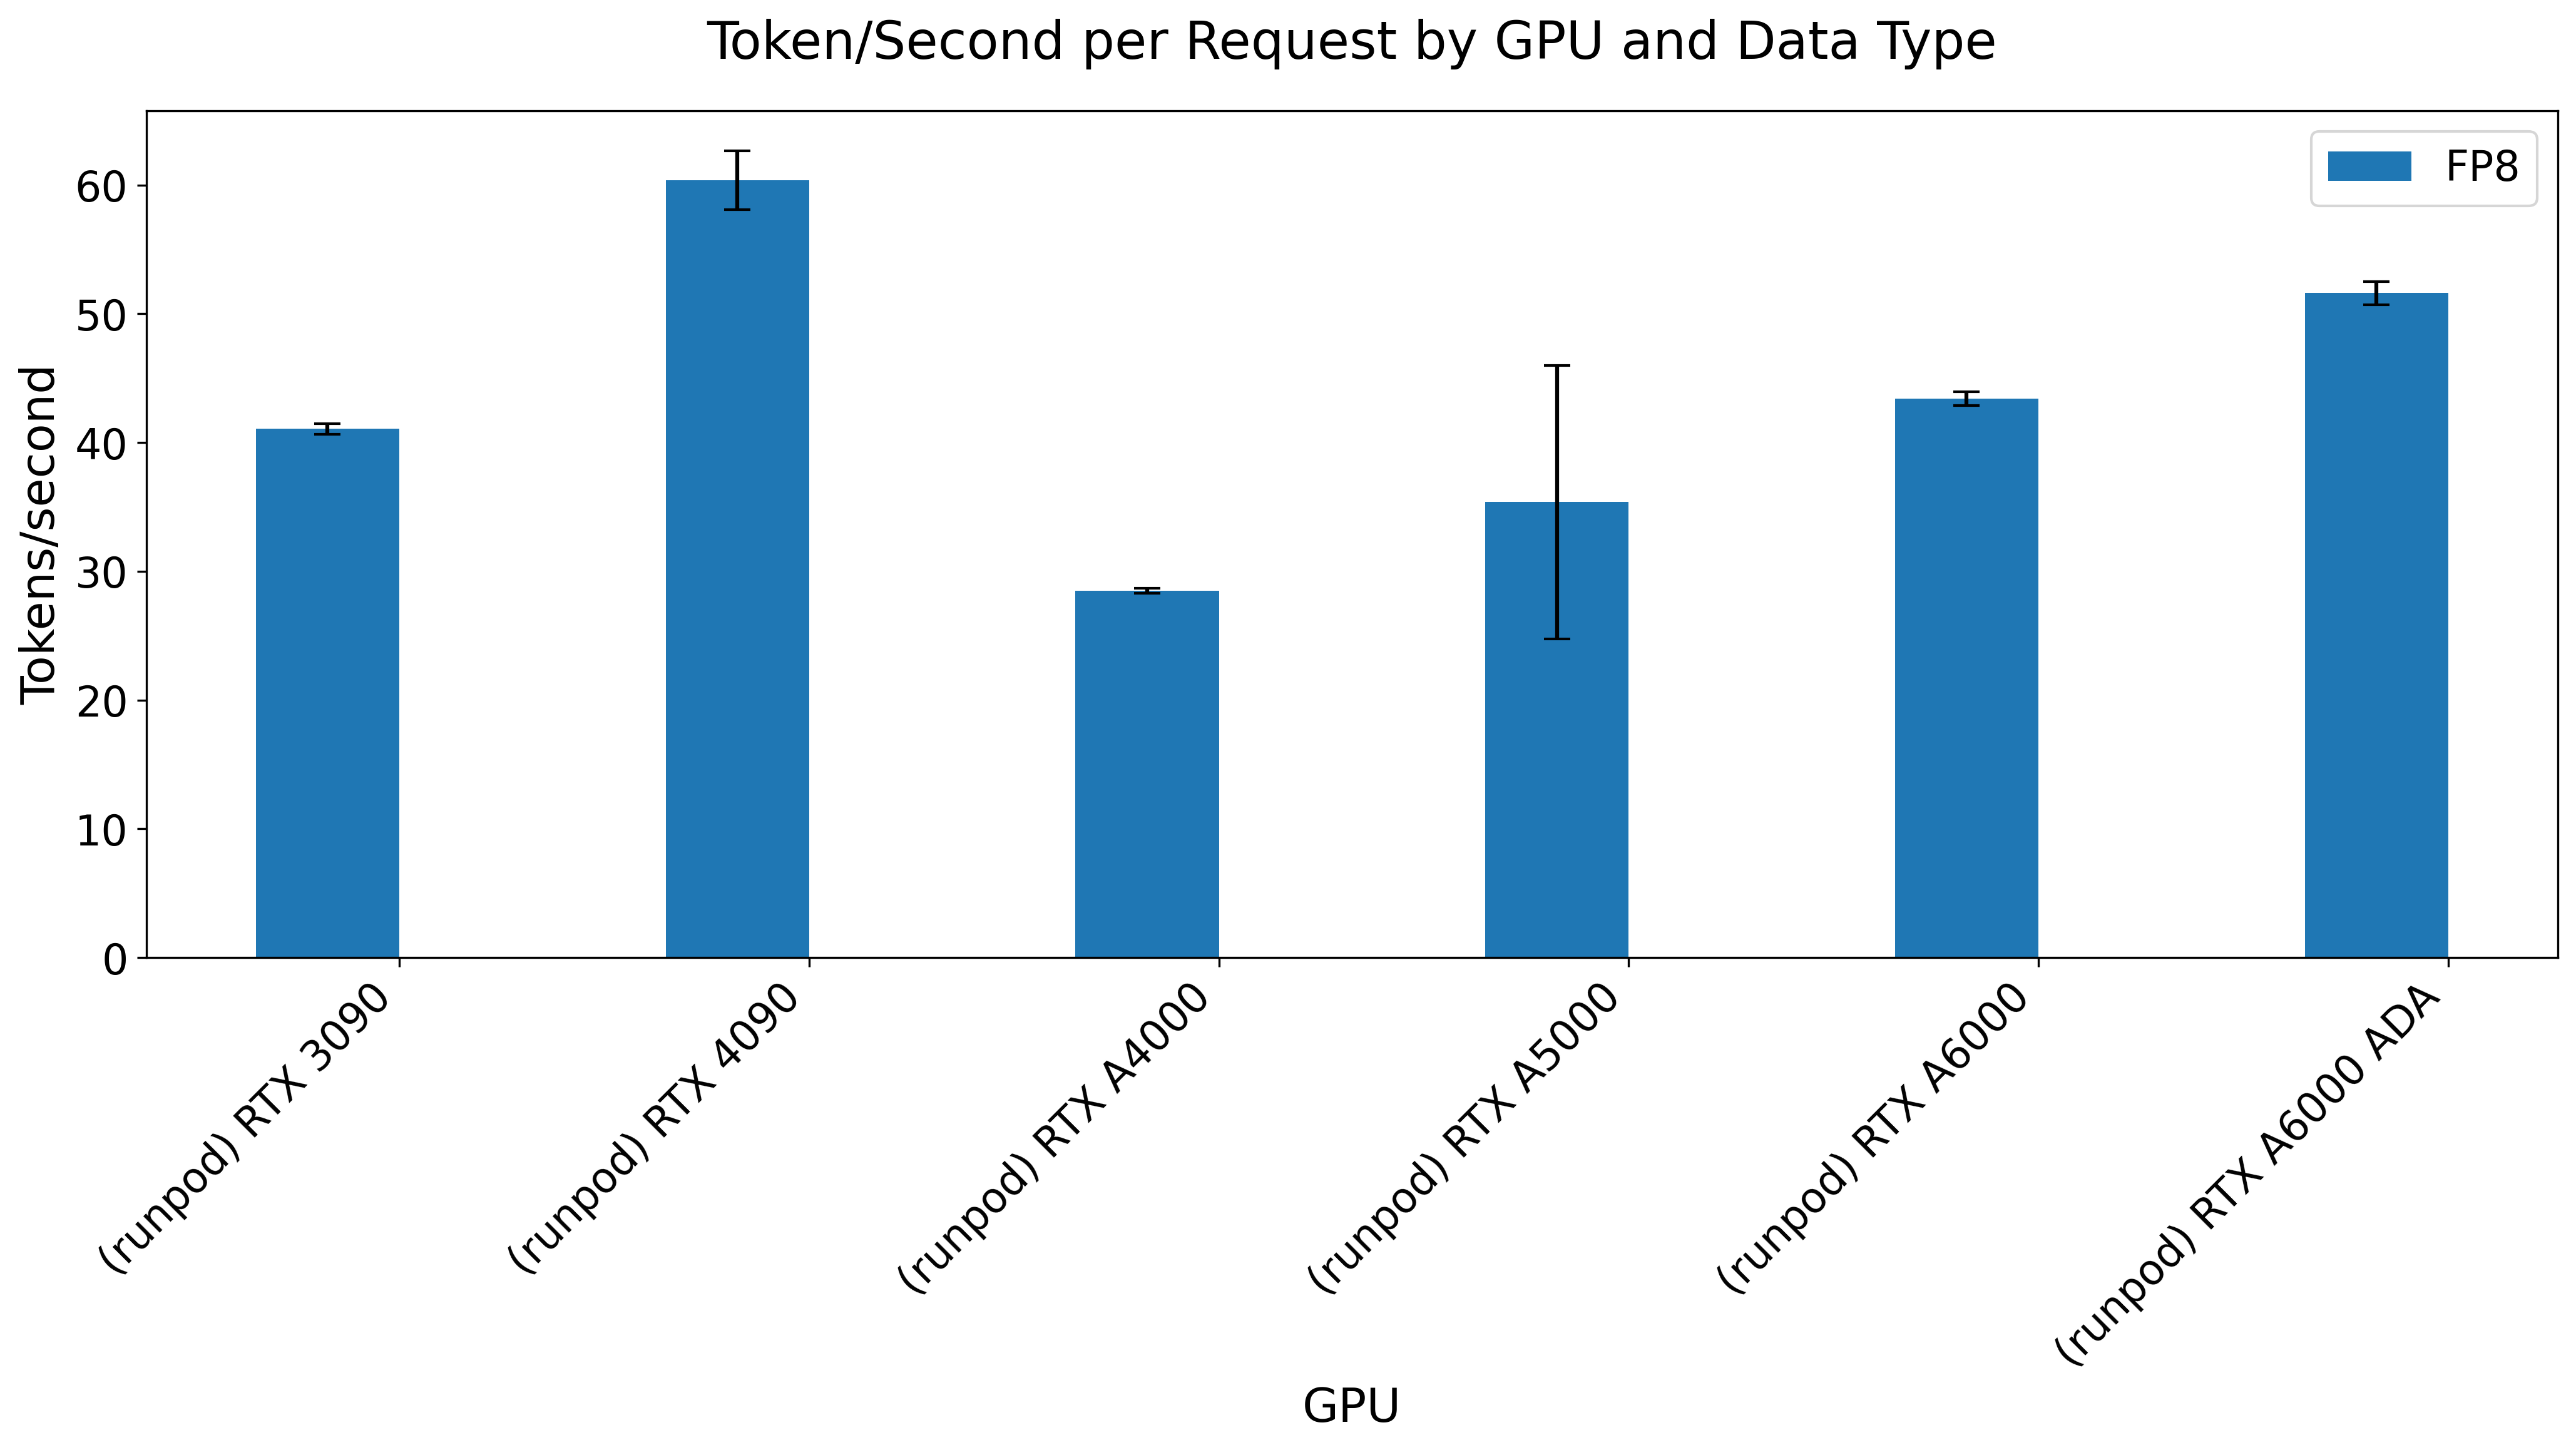 Token/Second per Request by GPU and Data Type
FP8
Tokens/second
60
50
40
30
20
10
0
(runpod) RTX 3090
(runpod) RTX 4090
(runpod) RTX A4000
(runpod) RTX A5000
(runpod) RTX A6000
(runpod) RTX A6000 ADA
GPU